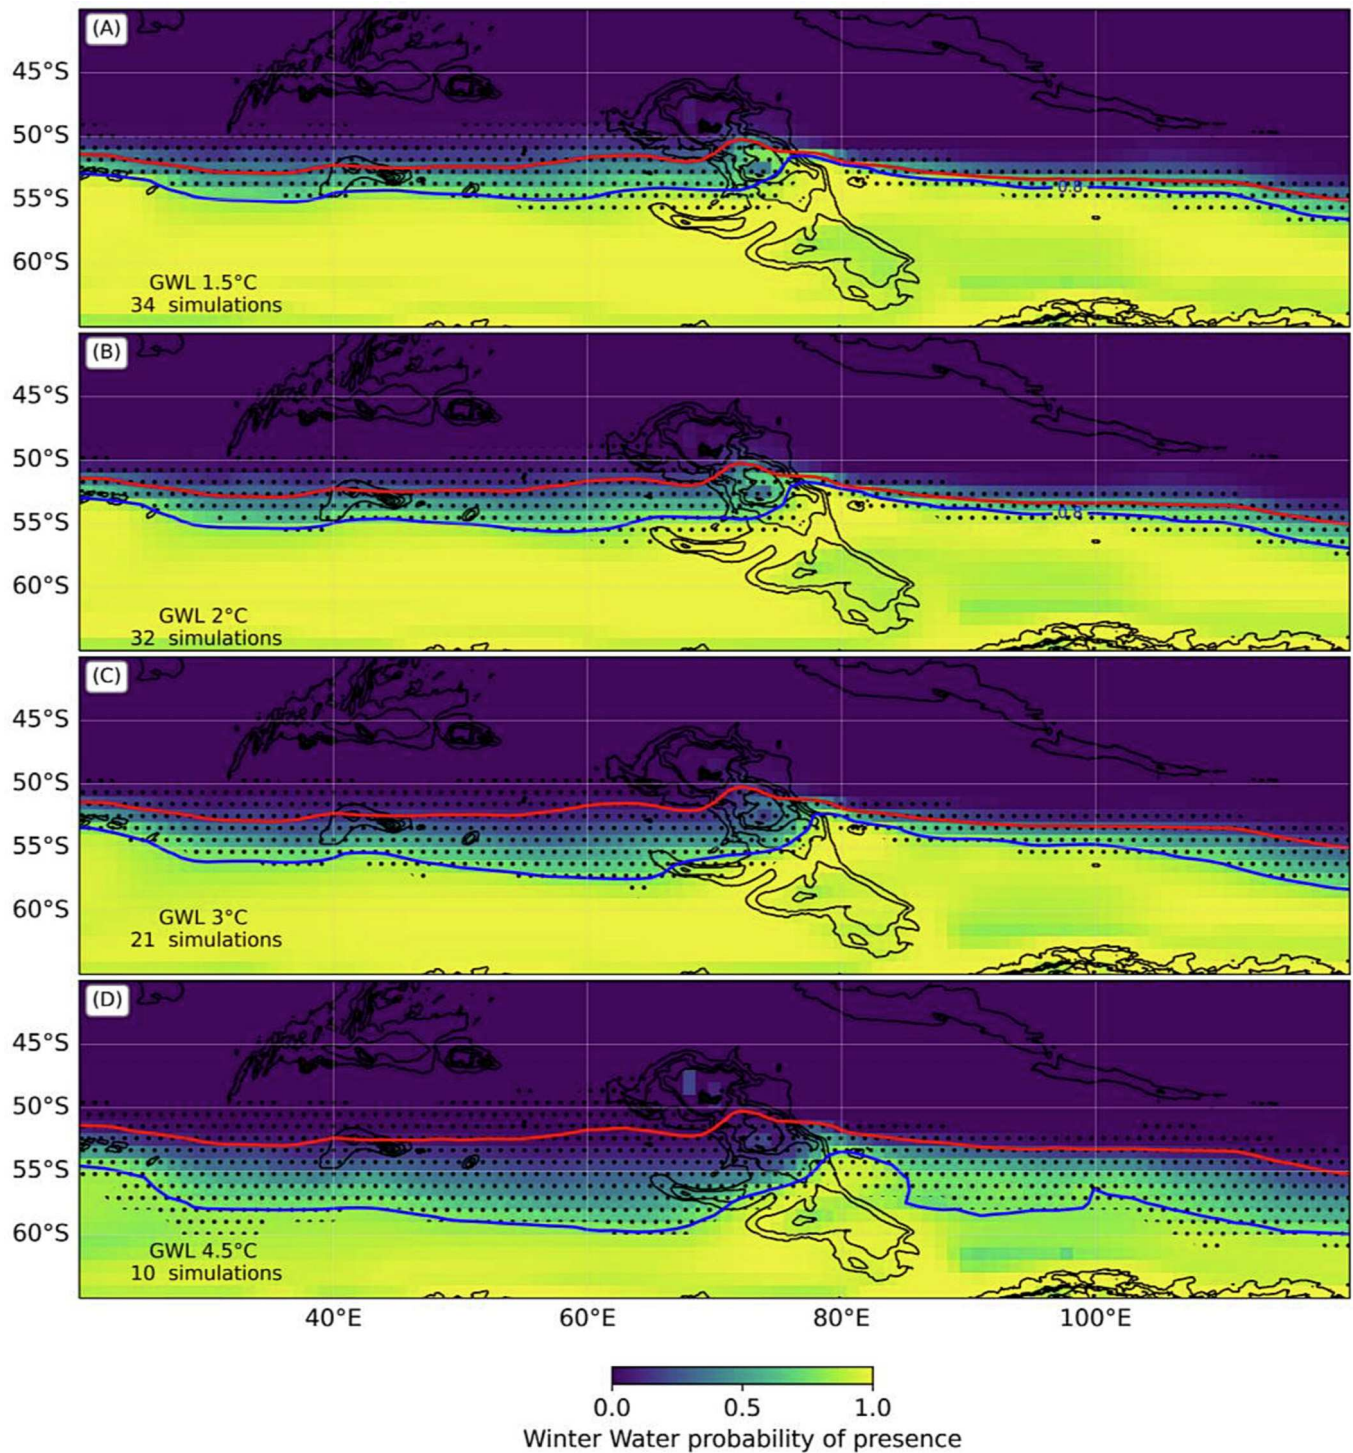 (A)
45°S
50°S
55°S
60°S
0.8
GWL 1.5°C
34 simulations
(B)
45°S
50°S
55°S
60°S
0.8
GWL 2°C
32 simulations
(C)
45°S
50°S
55°S
60°S
GWL 3°C
21 simulations
(D)
45°S
50°S
55°S
60°S
GWL 4.5°C
10 simulations
40°E 60°E 80°E 100°E
0.0 0.5 1.0
Winter Water probability of presence